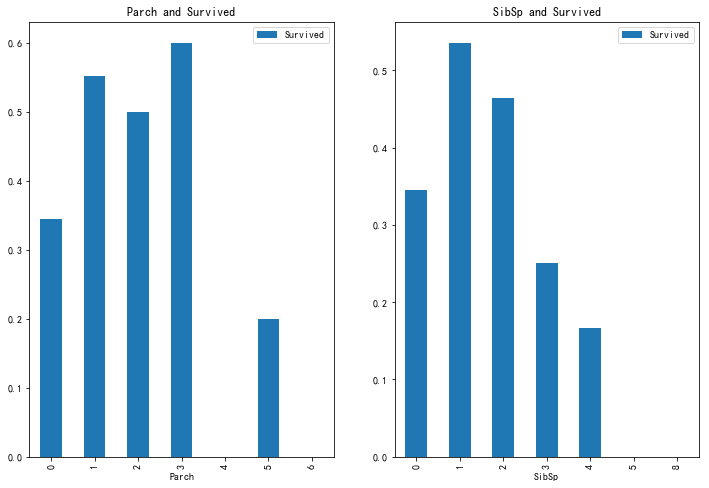 Parch and Survived
Survived
0.6
0.5
0.4
0.3
0.2
0.1
0.0
0 1 2 3 4 5 6
Parch
SibSp and Survived
Survived
0.5
0.4
0.3
0.2
0.1
0.0
0 1 2 3 4 5 8
SibSp